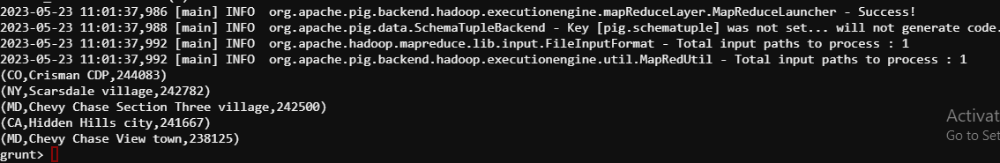 2023-05-23 11:01:37,986 [main] INFO  org.apache.pig.backend.hadoop.executionengine.mapReduceLayer.MapReduceLauncher - Success!
2023-05-23 11:01:37,988 [main] INFO  org.apache.pig.data.SchemaTupleBackend - Key [pig.schematuple] was not set... will not generate code.
2023-05-23 11:01:37,992 [main] INFO  org.apache.hadoop.mapreduce.lib.input.FileInputFormat - Total input paths to process : 1
2023-05-23 11:01:37,992 [main] INFO  org.apache.pig.backend.hadoop.executionengine.util.MapRedUtil - Total input paths to process : 1
(CO,Crisman CDP,244083)
(NY,Scarsdale village,242782)
(MD,Chevy Chase Section Three village,242500)
(CA,Hidden Hills city,241667)
(MD,Chevy Chase View town,238125)
grunt>
Activat
Go to Set